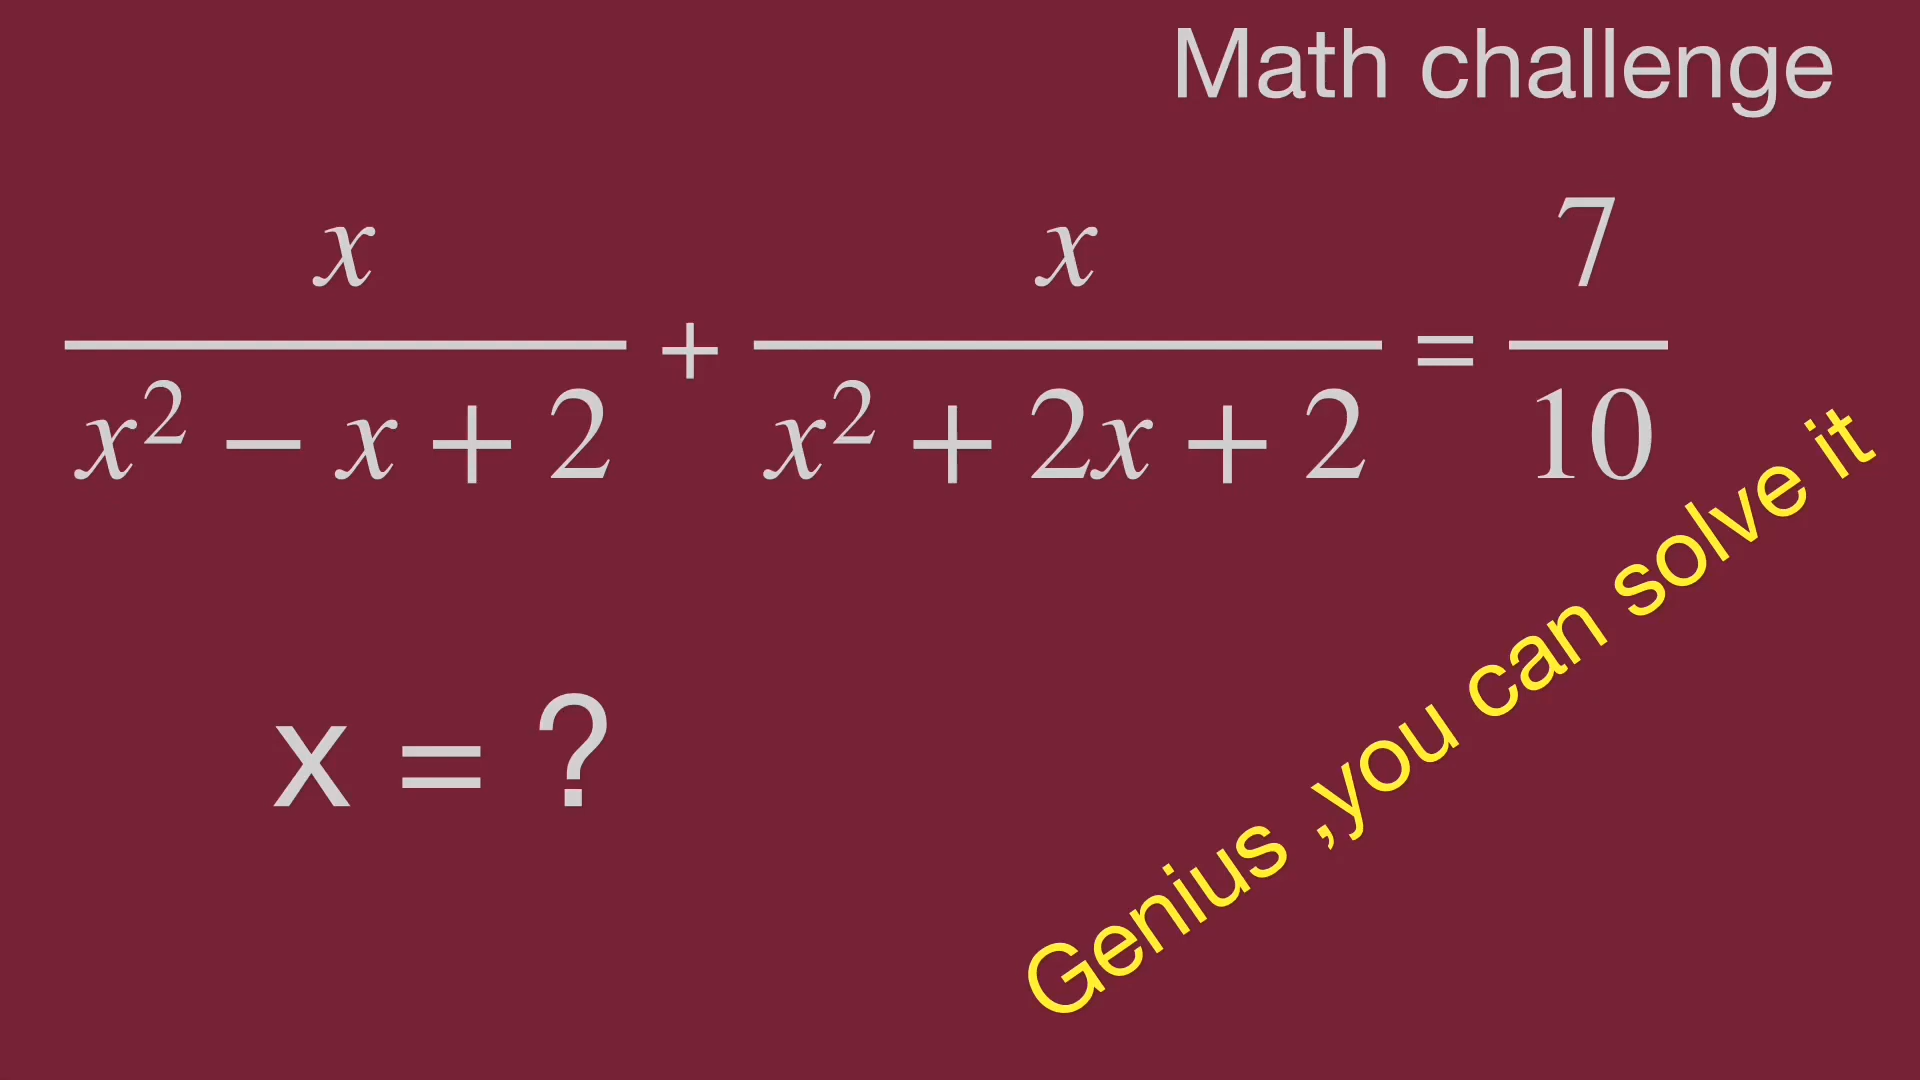 Math challenge
x/(x² − x + 2) + x/(x² + 2x + 2) = 7/10
x = ?
Genius ,you can solve it